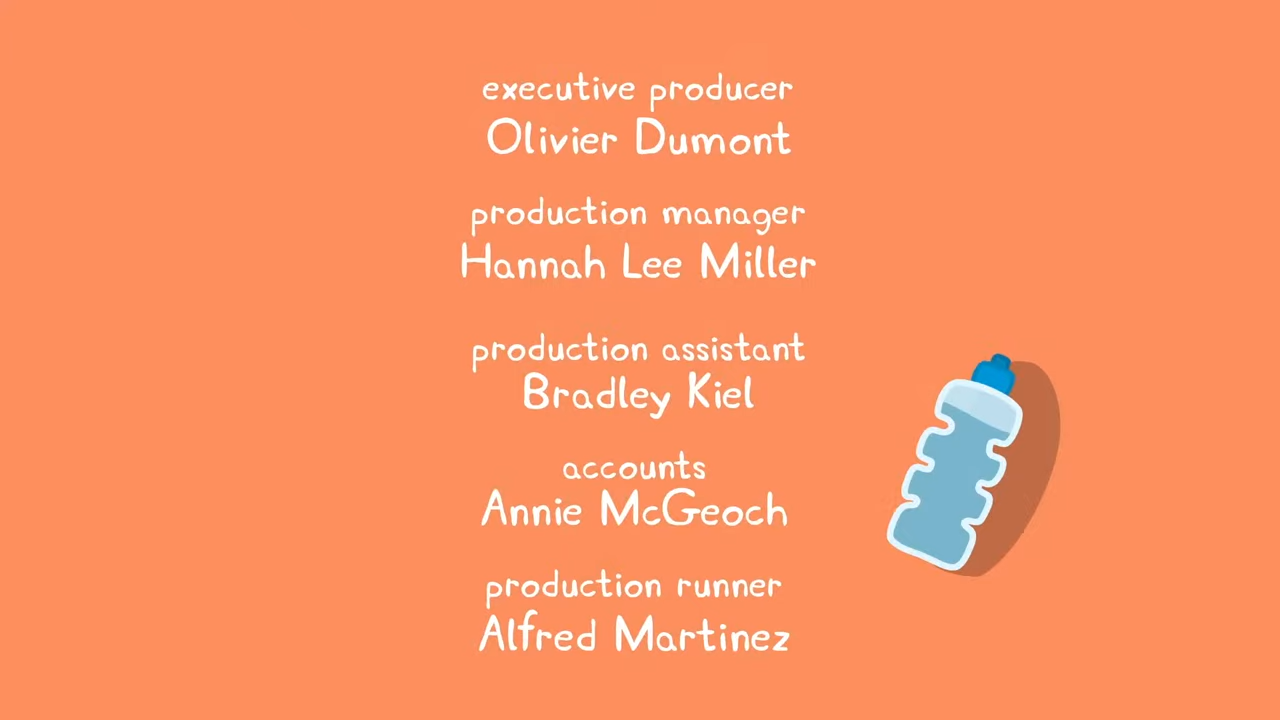 executive producer
Olivier Dumont
production manager
Hannah Lee Miller
production assistant
Bradley Kiel
accounts
Annie McGeoch
production runner
Alfred Martinez